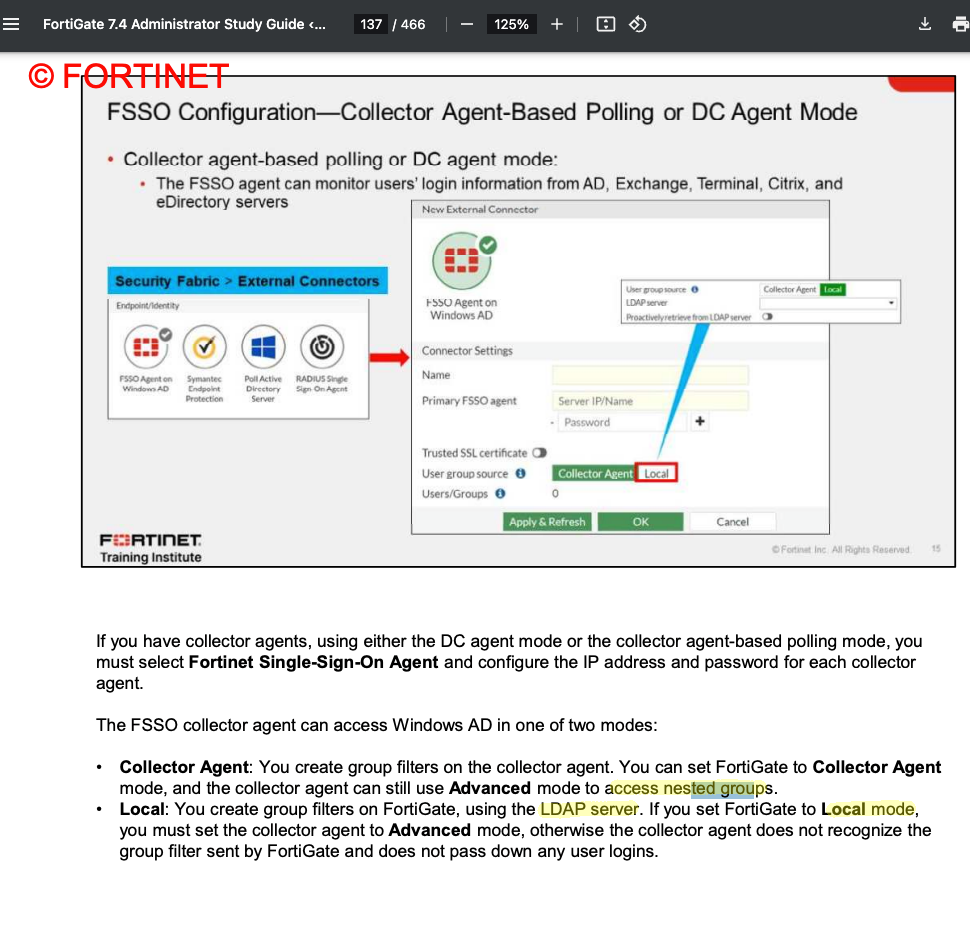 FortiGate 7.4 Administrator Study Guide <...
137 / 466
125%
© FORTINET
FSSO Configuration—Collector Agent-Based Polling or DC Agent Mode
• Collector agent-based polling or DC agent mode:
• The FSSO agent can monitor users' login information from AD, Exchange, Terminal, Citrix, and
eDirectory servers
Security Fabric > External Connectors
Endpoint/Identity
FSSO Agent on
Windows AD
Symantec
Endpoint
Protection
Poll Active
Directory
Server
RADIUS Single
Sign-On Agent
New External Connector
FSSO Agent on
Windows AD
User group source
Collector Agent Local
LDAP server
Proactively retrieve from LDAP server
Connector Settings
Name
Primary FSSO agent
Server IP/Name
- Password
Trusted SSL certificate
User group source
Collector Agent Local
Users/Groups
0
Apply & Refresh
OK
Cancel
FORTINET
Training Institute
© Fortinet Inc. All Rights Reserved.
15
If you have collector agents, using either the DC agent mode or the collector agent-based polling mode, you
must select Fortinet Single-Sign-On Agent and configure the IP address and password for each collector
agent.
The FSSO collector agent can access Windows AD in one of two modes:
• Collector Agent: You create group filters on the collector agent. You can set FortiGate to Collector Agent
mode, and the collector agent can still use Advanced mode to access nested groups.
• Local: You create group filters on FortiGate, using the LDAP server. If you set FortiGate to Local mode,
you must set the collector agent to Advanced mode, otherwise the collector agent does not recognize the
group filter sent by FortiGate and does not pass down any user logins.